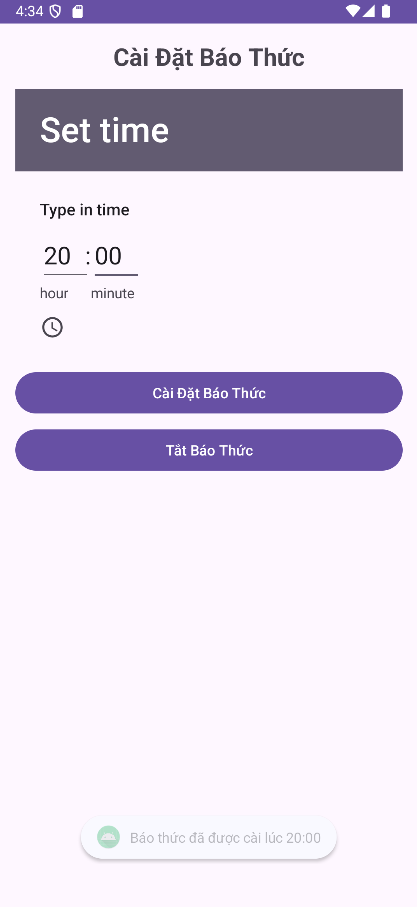 4:34
Cài Đặt Báo Thức
Set time
Type in time
20 : 00
hour minute
Cài Đặt Báo Thức
Tắt Báo Thức
Báo thức đã được cài lúc 20:00